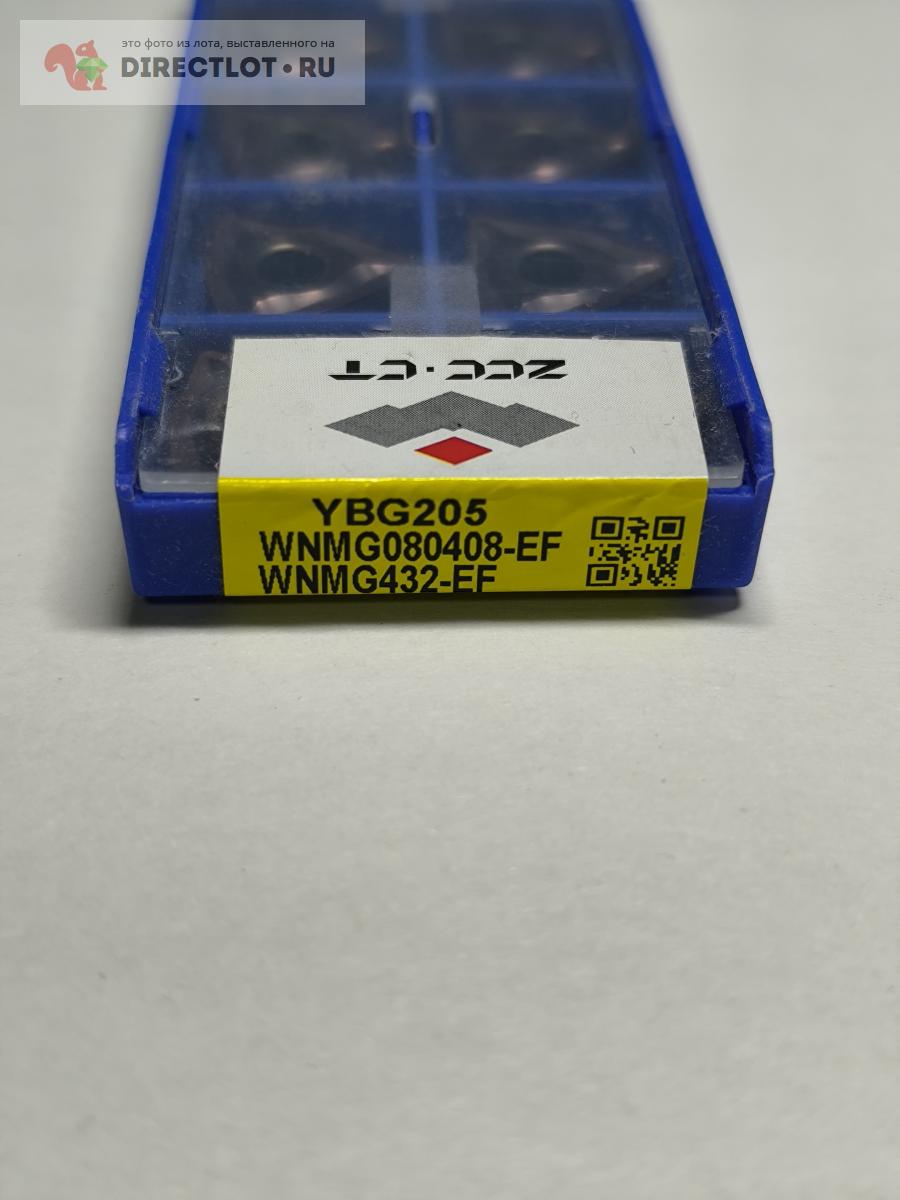 это фото из лота, выставленного на
DIRECTLOT.RU
ZCC·CT
YBG205
WNMG080408-EF
WNMG432-EF